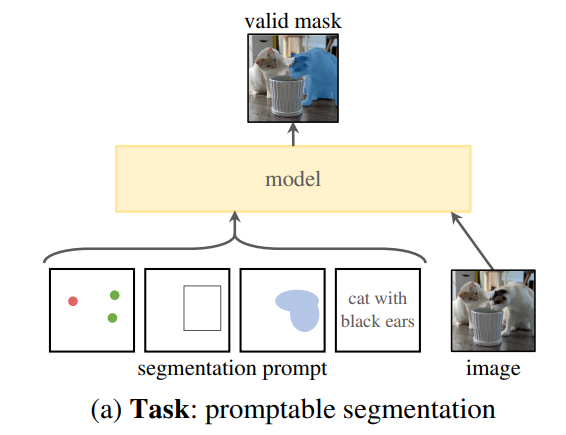 valid mask
model
cat with
black ears
segmentation prompt
image
(a) Task: promptable segmentation